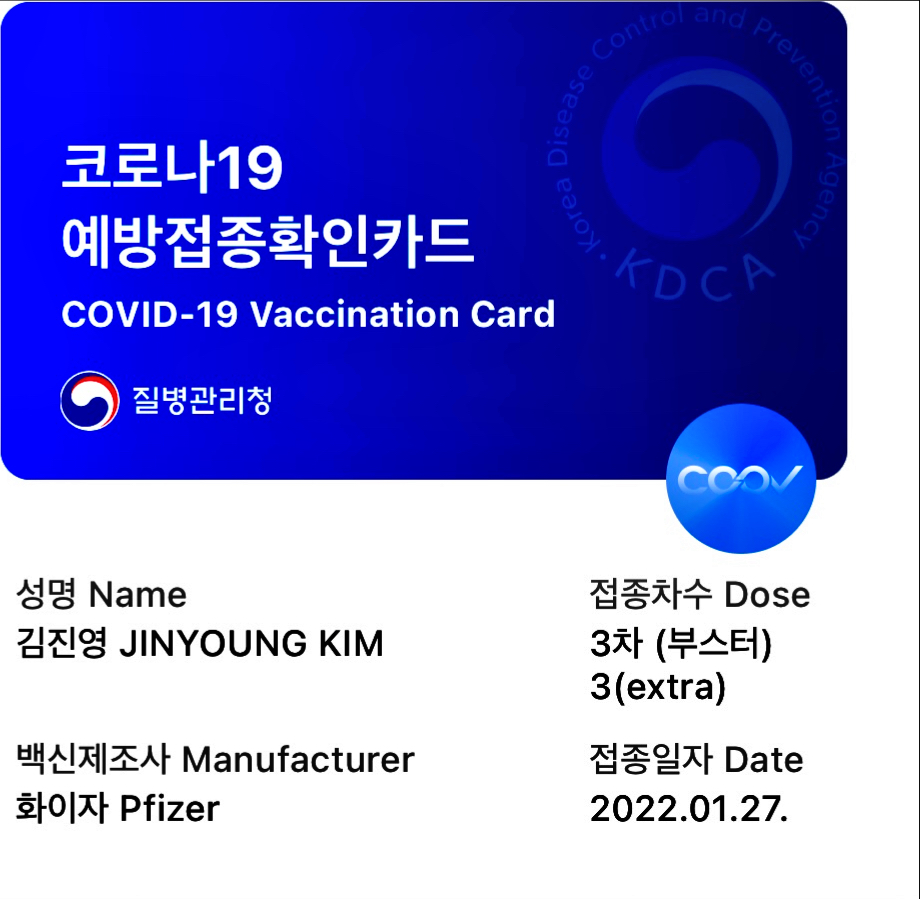 Korea Disease Control and Prevention Agency
· KDCA
코로나19
예방접종확인카드
COVID-19 Vaccination Card
질병관리청
COOV
성명 Name
김진영 JINYOUNG KIM
접종차수 Dose
3차 (부스터)
3(extra)
백신제조사 Manufacturer
화이자 Pfizer
접종일자 Date
2022.01.27.